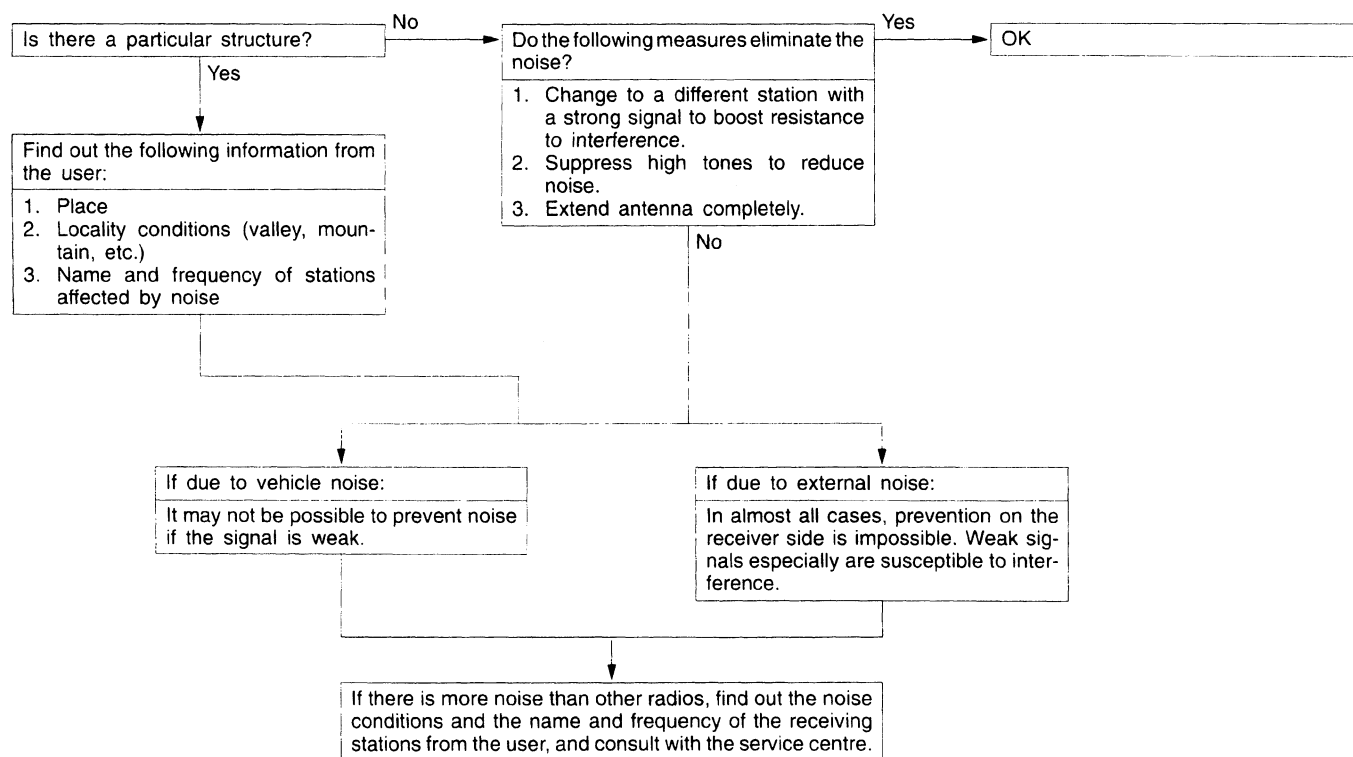 Is there a particular structure?
No
Do the following measures eliminate the
noise?
Yes
OK
Yes
1. Change to a different station with
a strong signal to boost resistance
to interference.
2. Suppress high tones to reduce
noise.
3. Extend antenna completely.
Find out the following information from
the user:
1. Place
2. Locality conditions (valley, moun-
tain, etc.)
3. Name and frequency of stations
affected by noise
No
If due to vehicle noise:
It may not be possible to prevent noise
if the signal is weak.
If due to external noise:
In almost all cases, prevention on the
receiver side is impossible. Weak sig-
nals especially are susceptible to inter-
ference.
If there is more noise than other radios, find out the noise
conditions and the name and frequency of the receiving
stations from the user, and consult with the service centre.